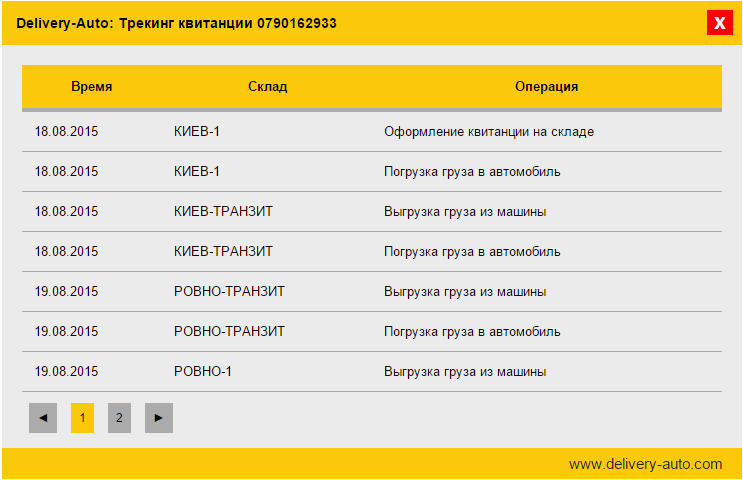 Delivery-Auto: Трекинг квитанции 0790162933 X
Время Склад Операция
18.08.2015 КИЕВ-1 Оформление квитанции на складе
18.08.2015 КИЕВ-1 Погрузка груза в автомобиль
18.08.2015 КИЕВ-ТРАНЗИТ Выгрузка груза из машины
18.08.2015 КИЕВ-ТРАНЗИТ Погрузка груза в автомобиль
19.08.2015 РОВНО-ТРАНЗИТ Выгрузка груза из машины
19.08.2015 РОВНО-ТРАНЗИТ Погрузка груза в автомобиль
19.08.2015 РОВНО-1 Выгрузка груза из машины
◄ 1 2 ►
www.delivery-auto.com